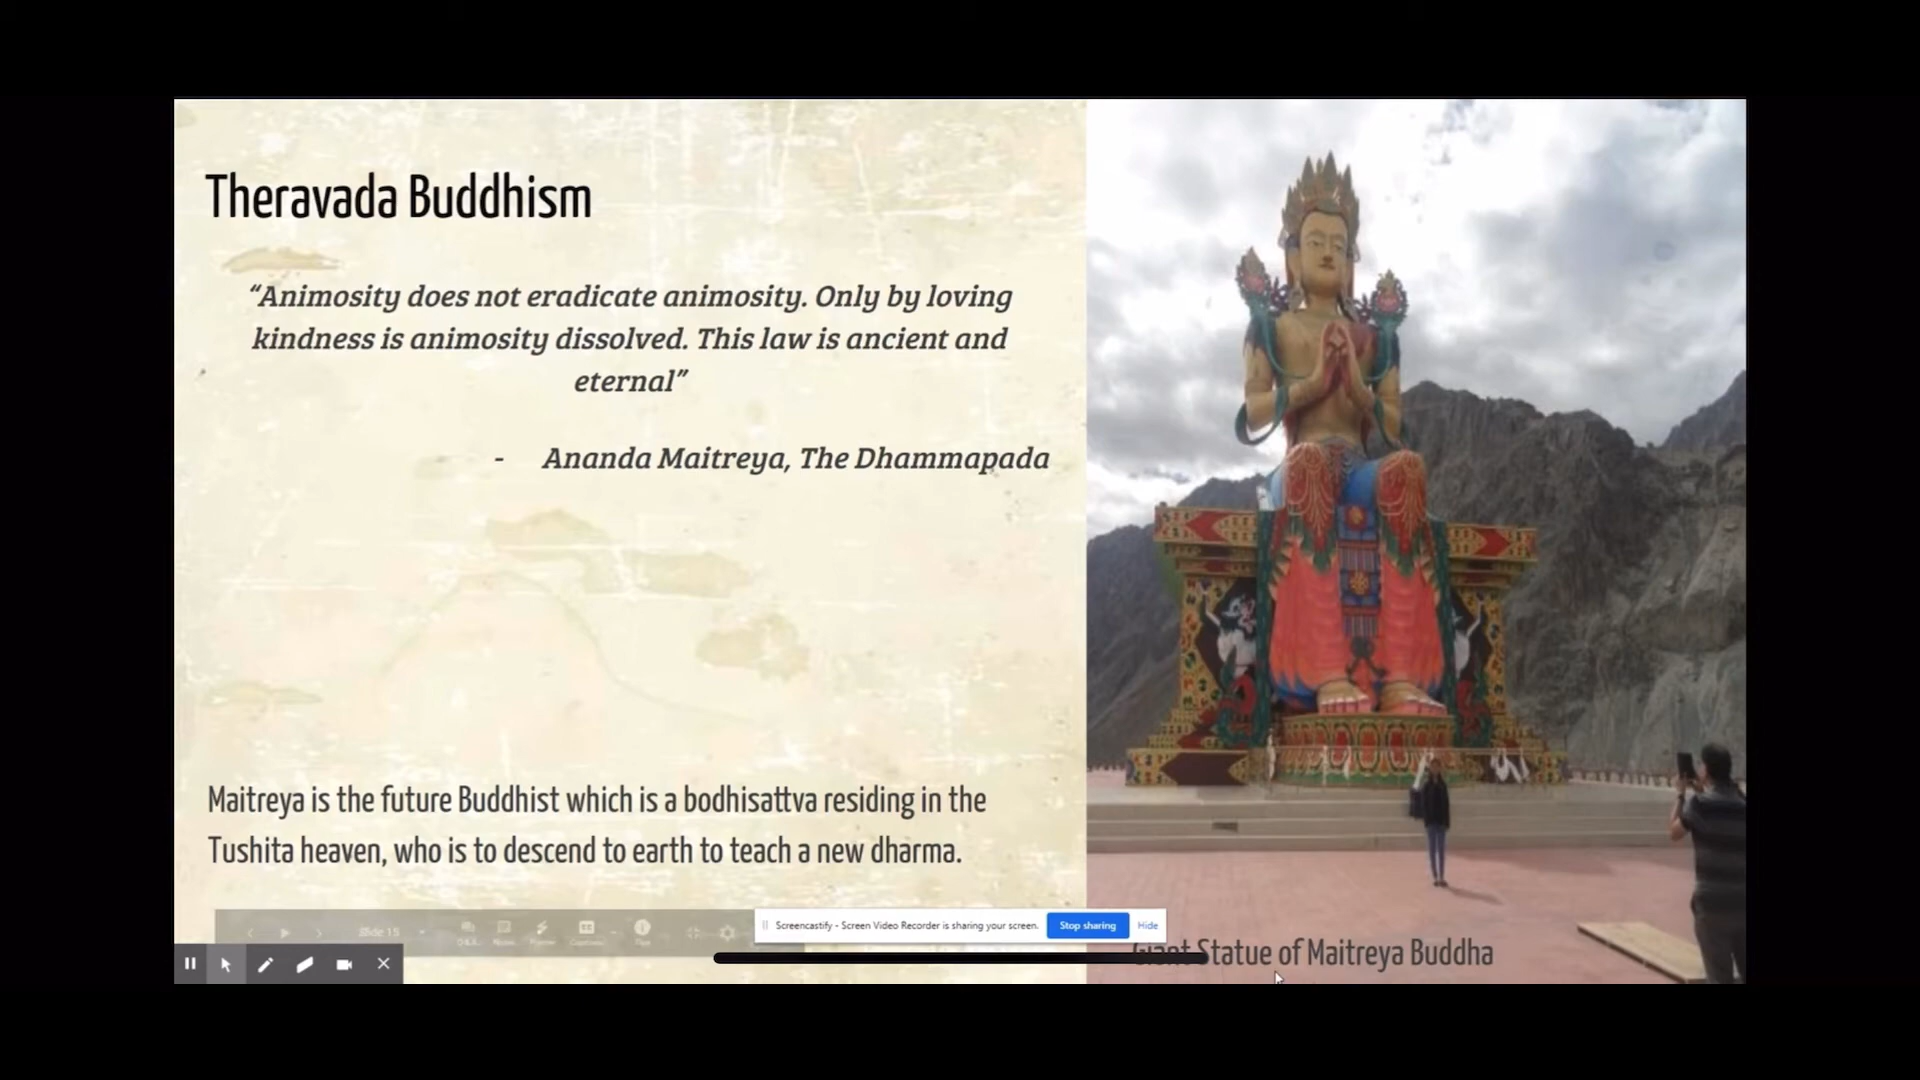 Theravada Buddhism
“Animosity does not eradicate animosity. Only by loving
kindness is animosity dissolved. This law is ancient and
eternal”
- Ananda Maitreya, The Dhammapada
Maitreya is the future Buddhist which is a bodhisattva residing in the
Tushita heaven, who is to descend to earth to teach a new dharma.
Slide 15
Screencastify - Screen Video Recorder is sharing your screen. Stop sharing Hide
Giant Statue of Maitreya Buddha